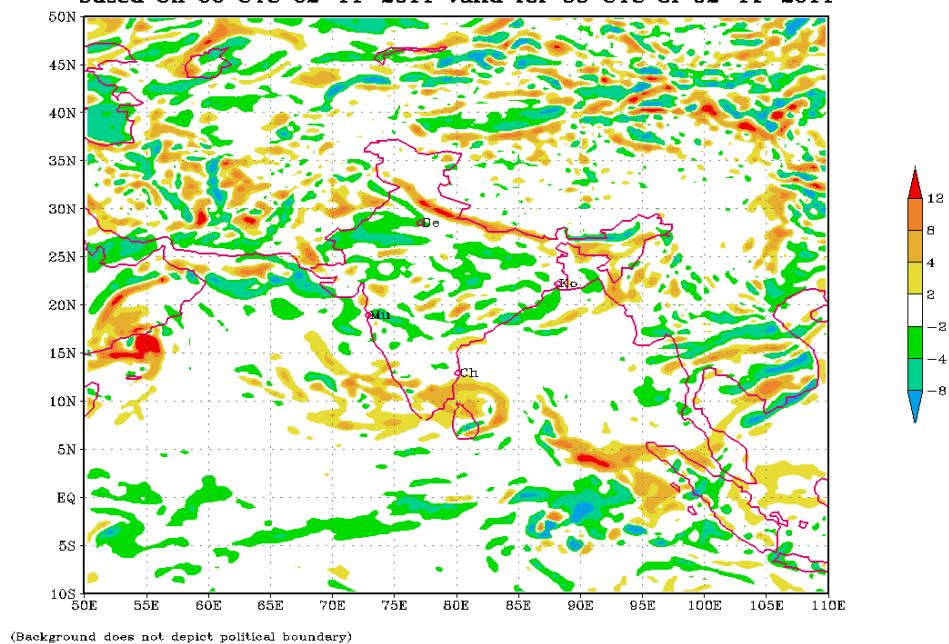 50N
45N
40N
35N
30N
25N
20N
15N
10N
5N
EQ
5S
10S
50E 55E 60E 65E 70E 75E 80E 85E 90E 95E 100E 105E 110E
De
Ko
Mu
Ch
12
8
4
2
-2
-4
-8
(Background does not depict political boundary)